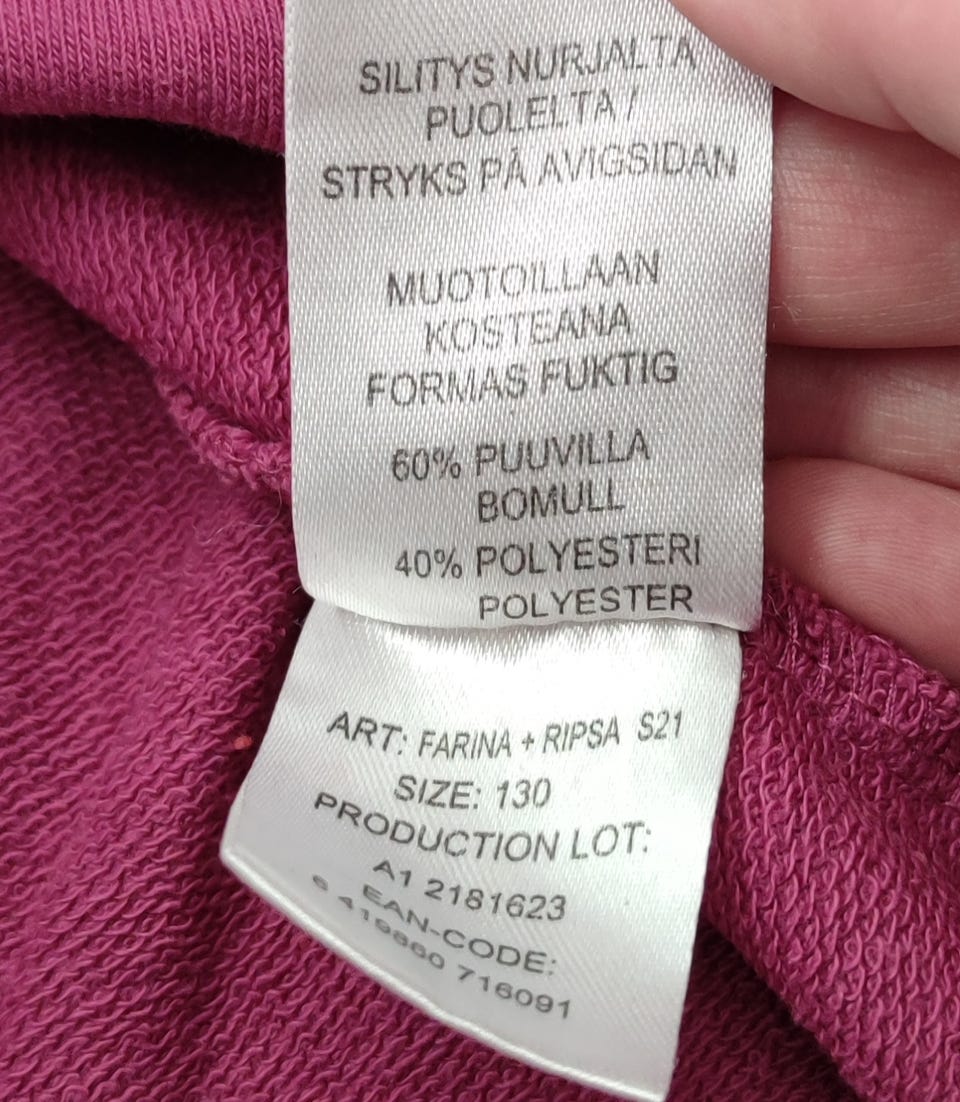 SILITYS NURJALTA
PUOLELTA /
STRYKS PÅ AVIGSIDAN
MUOTOILLAAN
KOSTEANA
FORMAS FUKTIG
60% PUUVILLA
BOMULL
40% POLYESTERI
POLYESTER
ART: FARINA + RIPSA S21
SIZE: 130
PRODUCTION LOT:
A1 2181623
EAN-CODE:
6 419860 716091